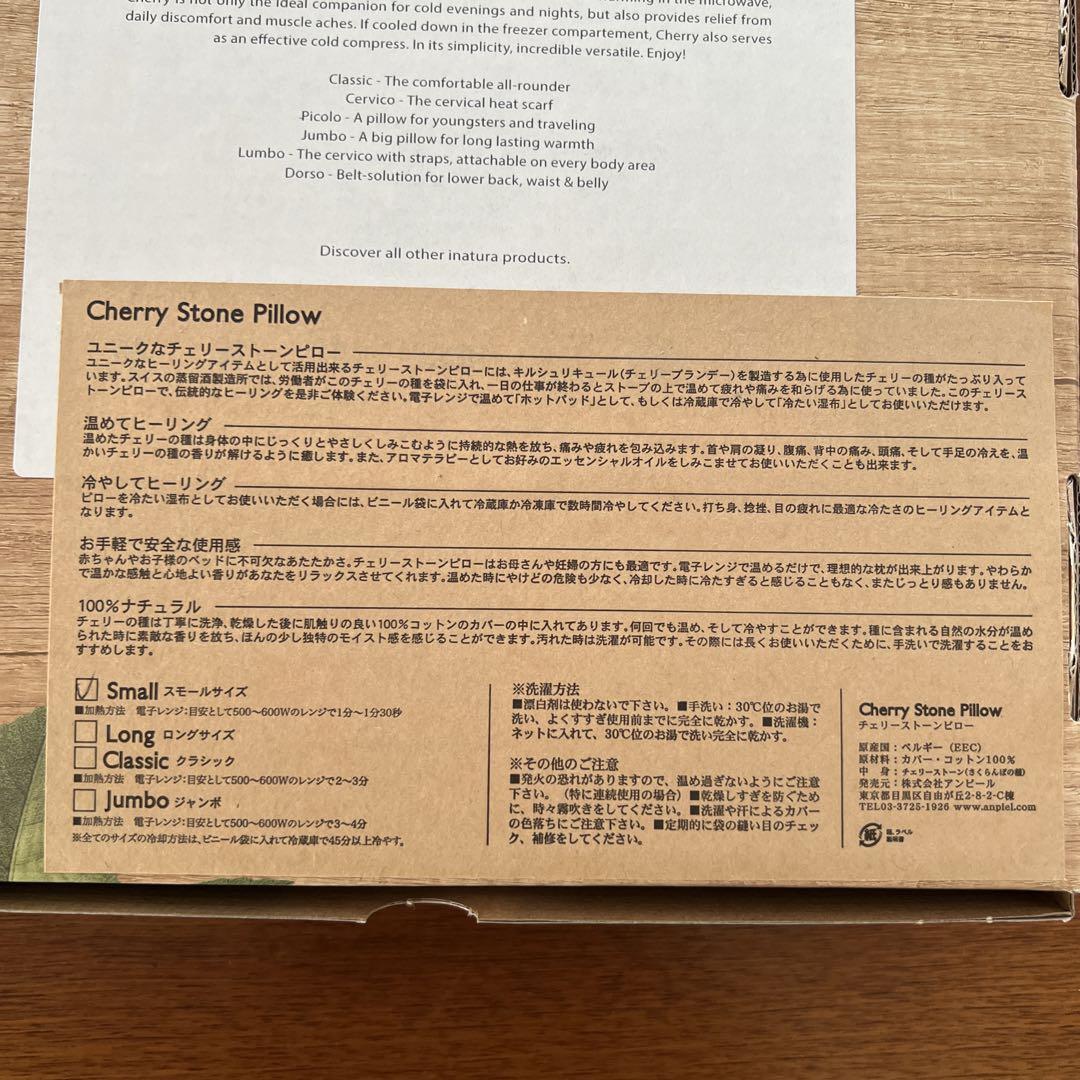 Cherry is not only the ideal companion for cold evenings and nights, but also provides relief from
daily discomfort and muscle aches. If cooled down in the freezer compartement, Cherry also serves
as an effective cold compress. In its simplicity, incredible versatile. Enjoy!
Classic - The comfortable all-rounder
Cervico - The cervical heat scarf
Picolo - A pillow for youngsters and traveling
Jumbo - A big pillow for long lasting warmth
Lumbo - The cervico with straps, attachable on every body area
Dorso - Belt-solution for lower back, waist & belly
Discover all other inatura products.
Cherry Stone Pillow
ユニークなチェリーストーンピロー
ユニークなヒーリングアイテムとして活用出来るチェリーストーンピローには、キルシュリキュール(チェリーブランデー)を製造する為に使用したチェリーの種がたっぷり入って
います。スイスの蒸留酒製造所では、労働者がこのチェリーの種を袋に入れ、一日の仕事が終わるとストーブの上で温めて疲れや痛みを和らげる為に使っていました。このチェリース
トーンピローで、伝統的なヒーリングを是非ご体験ください。電子レンジで温めて「ホットパッド」として、もしくは冷蔵庫で冷やして「冷たい湿布」としてお使いいただけます。
温めてヒーリング
温めたチェリーの種は身体の中にじっくりとやさしくしみこむように持続的な熱を放ち、痛みや疲れを包み込みます。首や肩の凝り、腹痛、背中の痛み、頭痛、そして手足の冷えを、温
かいチェリーの種の香りが解けるように癒します。また、アロマテラピーとしてお好みのエッセンシャルオイルをしみこませてお使いいただくことも出来ます。
冷やしてヒーリング
ピローを冷たい湿布としてお使いいただく場合には、ビニール袋に入れて冷蔵庫か冷凍庫で数時間冷やしてください。打ち身、捻挫、目の疲れに最適な冷たさのヒーリングアイテムと
なります。
お手軽で安全な使用感
赤ちゃんやお子様のベッドに不可欠なあたたかさ。チェリーストーンピローはお母さんや妊婦の方にも最適です。電子レンジで温めるだけで、理想的な枕が出来上がります。やわらか
で温かな感触と心地よい香りがあなたをリラックスさせてくれます。温めた時にやけどの危険も少なく、冷却した時に冷たすぎると感じることもなく、またじっとり感もありません。
100%ナチュラル
チェリーの種は丁寧に洗浄、乾燥した後に肌触りの良い100%コットンのカバーの中に入れてあります。何回でも温め、そして冷やすことができます。種に含まれる自然の水分が温め
られた時に素敵な香りを放ち、ほんの少し独特のモイスト感を感じることができます。汚れた時は洗濯が可能です。その際には長くお使いいただくために、手洗いで洗濯することをお
すすめします。
Small スモールサイズ
■加熱方法 電子レンジ:目安として500〜600Wのレンジで1分〜1分30秒
Long ロングサイズ
Classic クラシック
■加熱方法 電子レンジ:目安として500〜600Wのレンジで2〜3分
Jumbo ジャンボ
■加熱方法 電子レンジ:目安として500〜600Wのレンジで3〜4分
※全てのサイズの冷却方法は、ビニール袋に入れて冷蔵庫で45分以上冷やす。
※洗濯方法
■漂白剤は使わないで下さい。■手洗い:30℃位のお湯で
洗い、よくすすぎ使用前までに完全に乾かす。■洗濯機:
ネットに入れて、30℃位のお湯で洗い完全に乾かす。
※その他のご注意
■発火の恐れがありますので、温め過ぎないようにご注意
下さい。(特に連続使用の場合)■乾燥しすぎを防ぐため
に、時々霧吹きをしてください。■洗濯や汗によるカバー
の色落ちにご注意下さい。■定期的に袋の縫い目のチェッ
ク、補修をしてください。
Cherry Stone Pillow
チェリーストーンピロー
原産国:ベルギー(EEC)
原材料:カバー・コットン100%
中 身:チェリーストーン(さくらんぼの種)
発売元:株式会社アンピール
東京都目黒区自由が丘2-8-2-C棟
TEL03-3725-1926 www.anpiel.com
紙
箱、ラベル
説明書